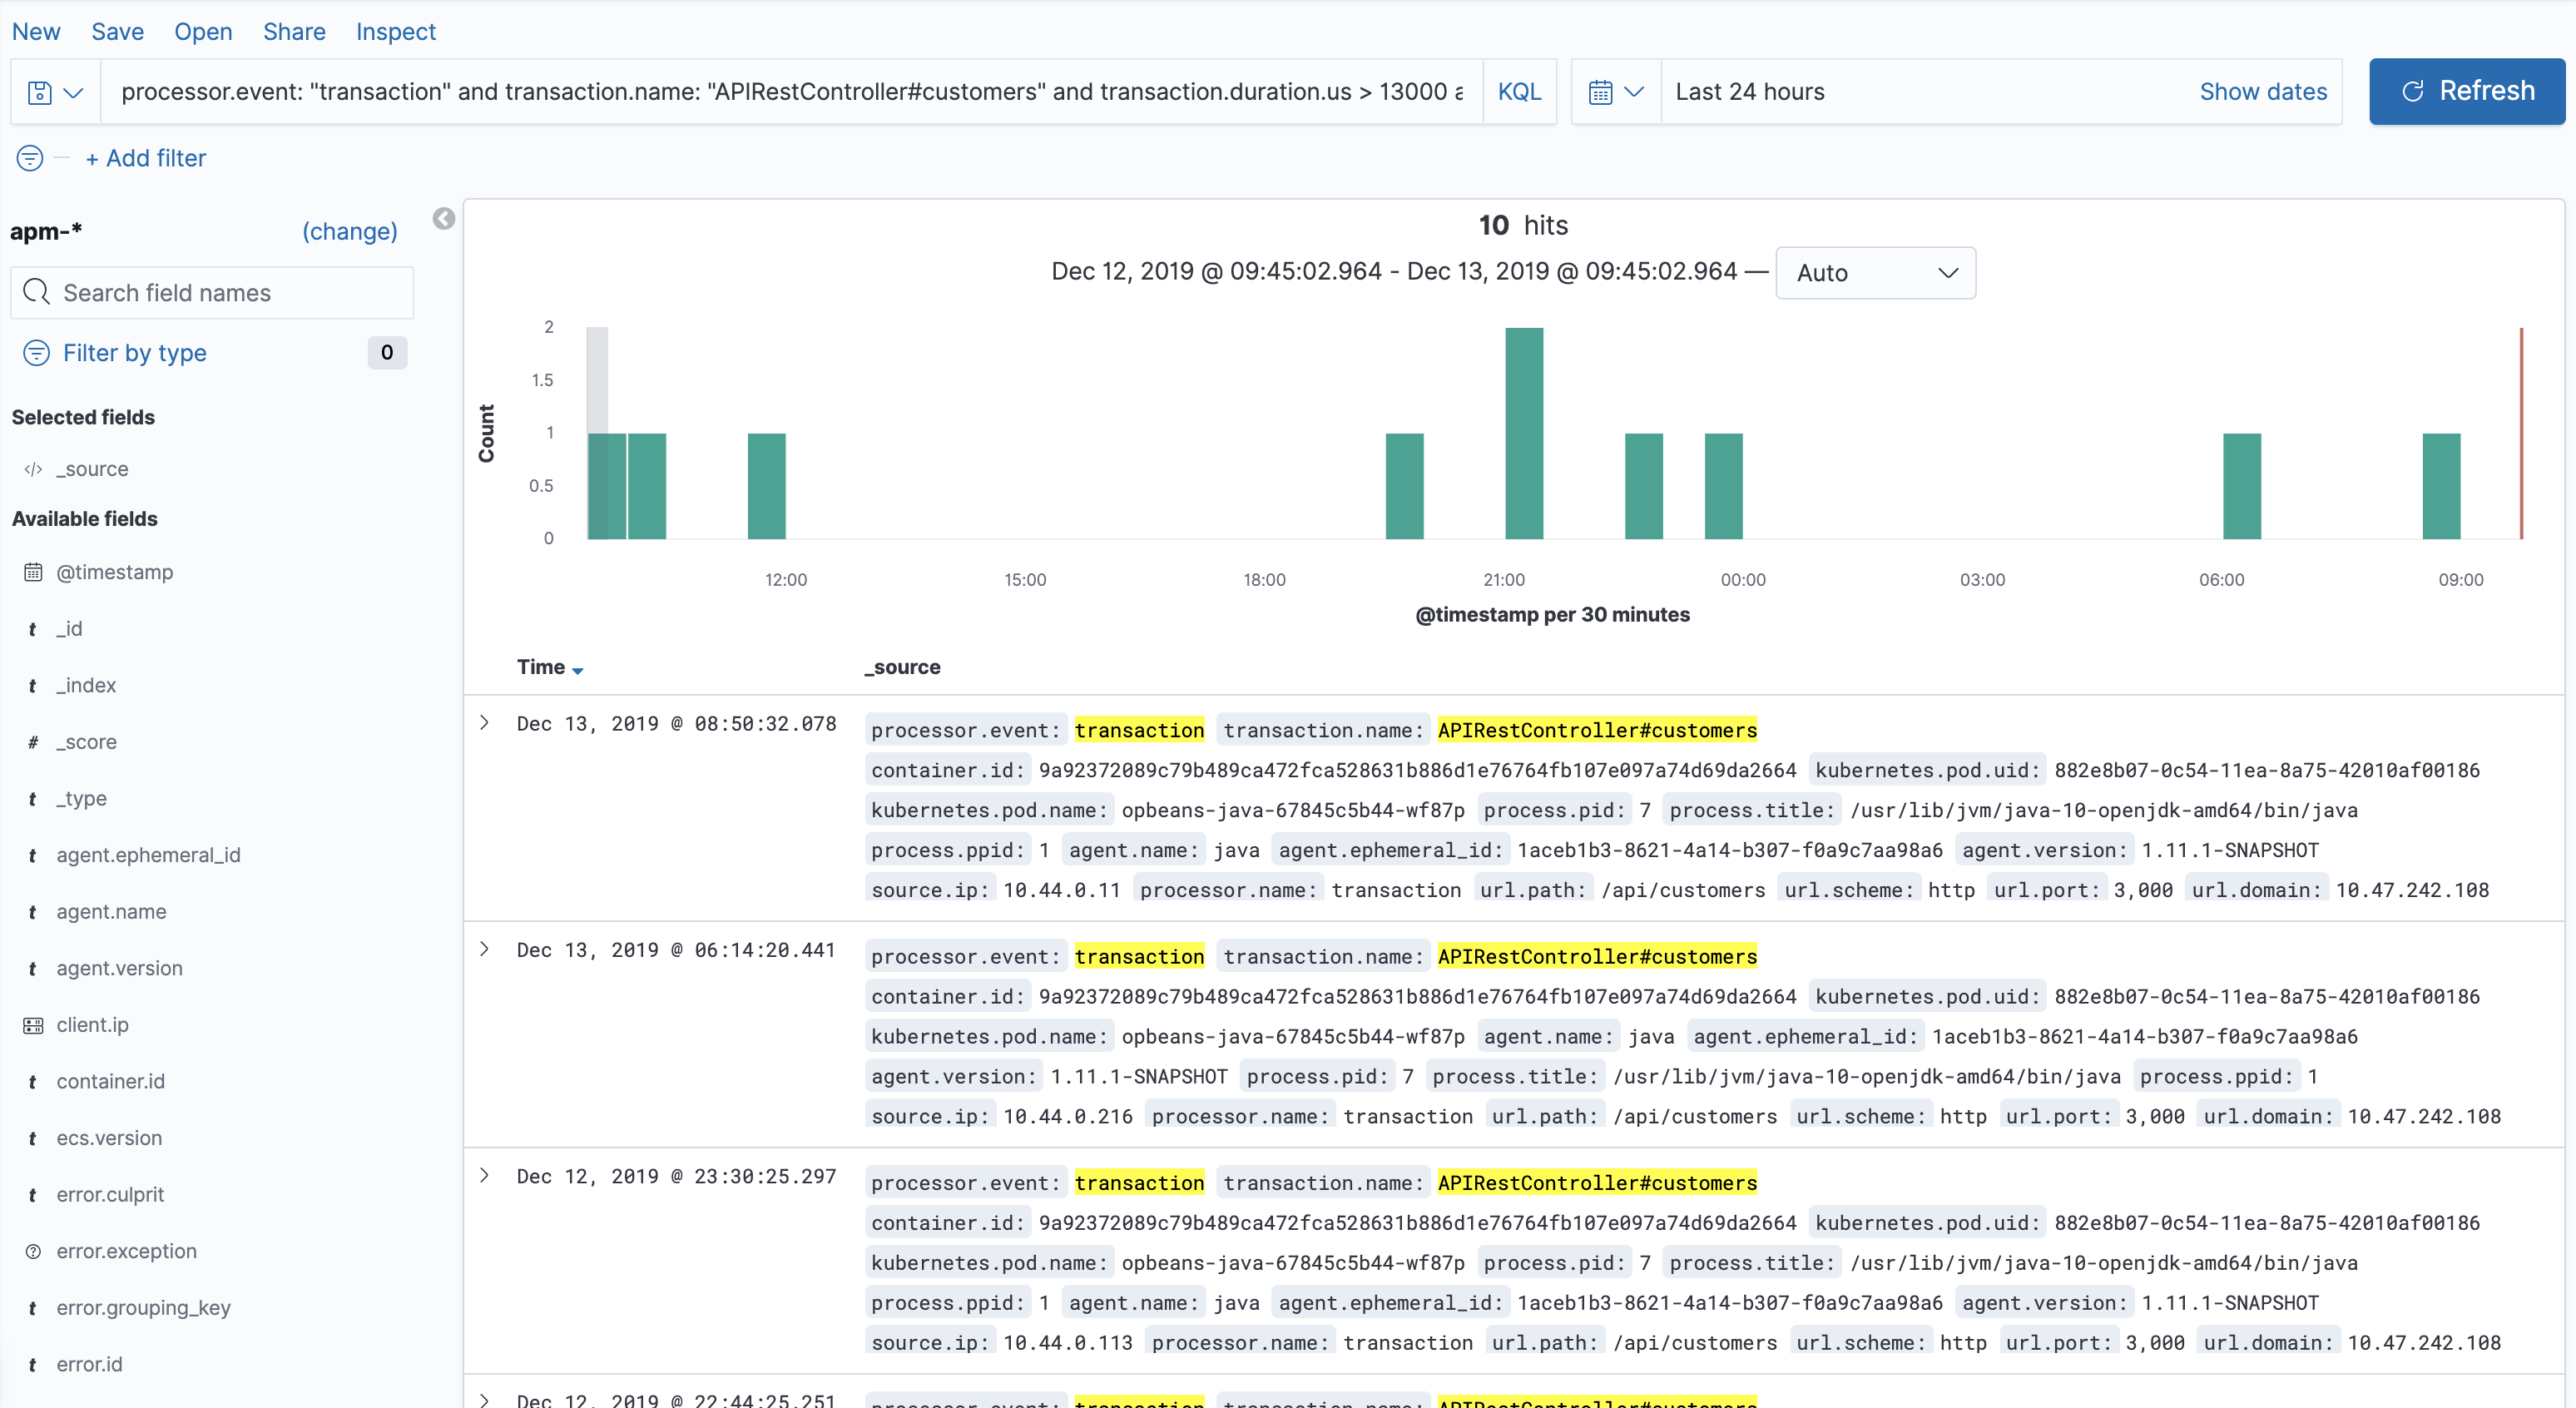 New Save Open Share Inspect
processor.event: "transaction" and transaction.name: "APIRestController#customers" and transaction.duration.us > 13000 a KQL Last 24 hours Show dates Refresh
+ Add filter
apm-* (change)
Search field names
Filter by type 0
Selected fields
</> _source
Available fields
@timestamp
t _id
t _index
# _score
t _type
t agent.ephemeral_id
t agent.name
t agent.version
client.ip
t container.id
t ecs.version
t error.culprit
error.exception
t error.grouping_key
t error.id
10 hits
Dec 12, 2019 @ 09:45:02.964 - Dec 13, 2019 @ 09:45:02.964 — Auto
Count
2
1.5
1
0.5
0
12:00 15:00 18:00 21:00 00:00 03:00 06:00 09:00
@timestamp per 30 minutes
Time _source
Dec 13, 2019 @ 08:50:32.078 processor.event: transaction transaction.name: APIRestController#customers
container.id: 9a92372089c79b489ca472fca528631b886d1e76764fb107e097a74d69da2664 kubernetes.pod.uid: 882e8b07-0c54-11ea-8a75-42010af00186
kubernetes.pod.name: opbeans-java-67845c5b44-wf87p process.pid: 7 process.title: /usr/lib/jvm/java-10-openjdk-amd64/bin/java
process.ppid: 1 agent.name: java agent.ephemeral_id: 1aceb1b3-8621-4a14-b307-f0a9c7aa98a6 agent.version: 1.11.1-SNAPSHOT
source.ip: 10.44.0.11 processor.name: transaction url.path: /api/customers url.scheme: http url.port: 3,000 url.domain: 10.47.242.108
Dec 13, 2019 @ 06:14:20.441 processor.event: transaction transaction.name: APIRestController#customers
container.id: 9a92372089c79b489ca472fca528631b886d1e76764fb107e097a74d69da2664 kubernetes.pod.uid: 882e8b07-0c54-11ea-8a75-42010af00186
kubernetes.pod.name: opbeans-java-67845c5b44-wf87p agent.name: java agent.ephemeral_id: 1aceb1b3-8621-4a14-b307-f0a9c7aa98a6
agent.version: 1.11.1-SNAPSHOT process.pid: 7 process.title: /usr/lib/jvm/java-10-openjdk-amd64/bin/java process.ppid: 1
source.ip: 10.44.0.216 processor.name: transaction url.path: /api/customers url.scheme: http url.port: 3,000 url.domain: 10.47.242.108
Dec 12, 2019 @ 23:30:25.297 processor.event: transaction transaction.name: APIRestController#customers
container.id: 9a92372089c79b489ca472fca528631b886d1e76764fb107e097a74d69da2664 kubernetes.pod.uid: 882e8b07-0c54-11ea-8a75-42010af00186
kubernetes.pod.name: opbeans-java-67845c5b44-wf87p process.pid: 7 process.title: /usr/lib/jvm/java-10-openjdk-amd64/bin/java
process.ppid: 1 agent.name: java agent.ephemeral_id: 1aceb1b3-8621-4a14-b307-f0a9c7aa98a6 agent.version: 1.11.1-SNAPSHOT
source.ip: 10.44.0.113 processor.name: transaction url.path: /api/customers url.scheme: http url.port: 3,000 url.domain: 10.47.242.108
Dec 12, 2019 @ 22:44:25.251 processor.event: transaction transaction.name: APIRestController#customers